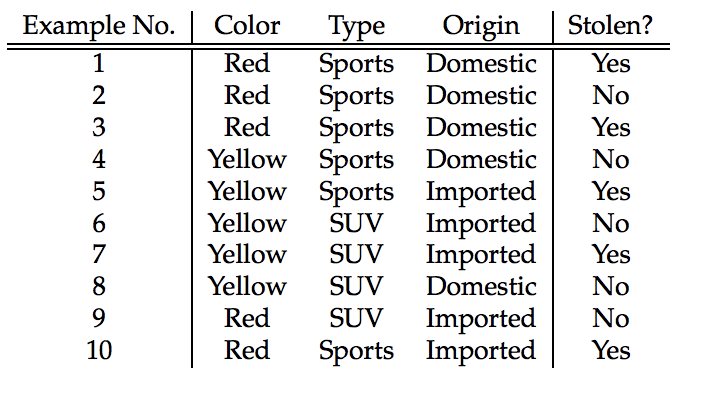 Example No. Color Type Origin Stolen?
1 Red Sports Domestic Yes
2 Red Sports Domestic No
3 Red Sports Domestic Yes
4 Yellow Sports Domestic No
5 Yellow Sports Imported Yes
6 Yellow SUV Imported No
7 Yellow SUV Imported Yes
8 Yellow SUV Domestic No
9 Red SUV Imported No
10 Red Sports Imported Yes